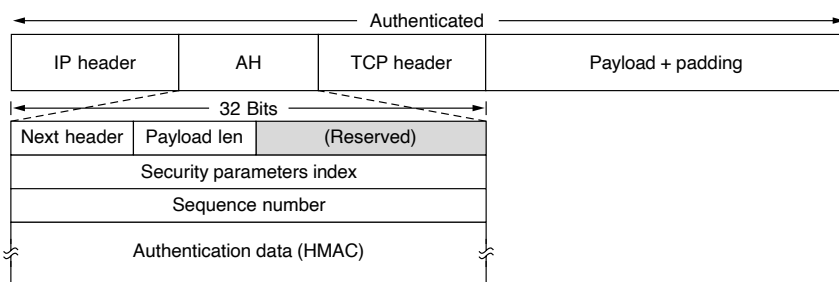 Authenticated
IP header AH TCP header Payload + padding
32 Bits
Next header Payload len (Reserved)
Security parameters index
Sequence number
Authentication data (HMAC)